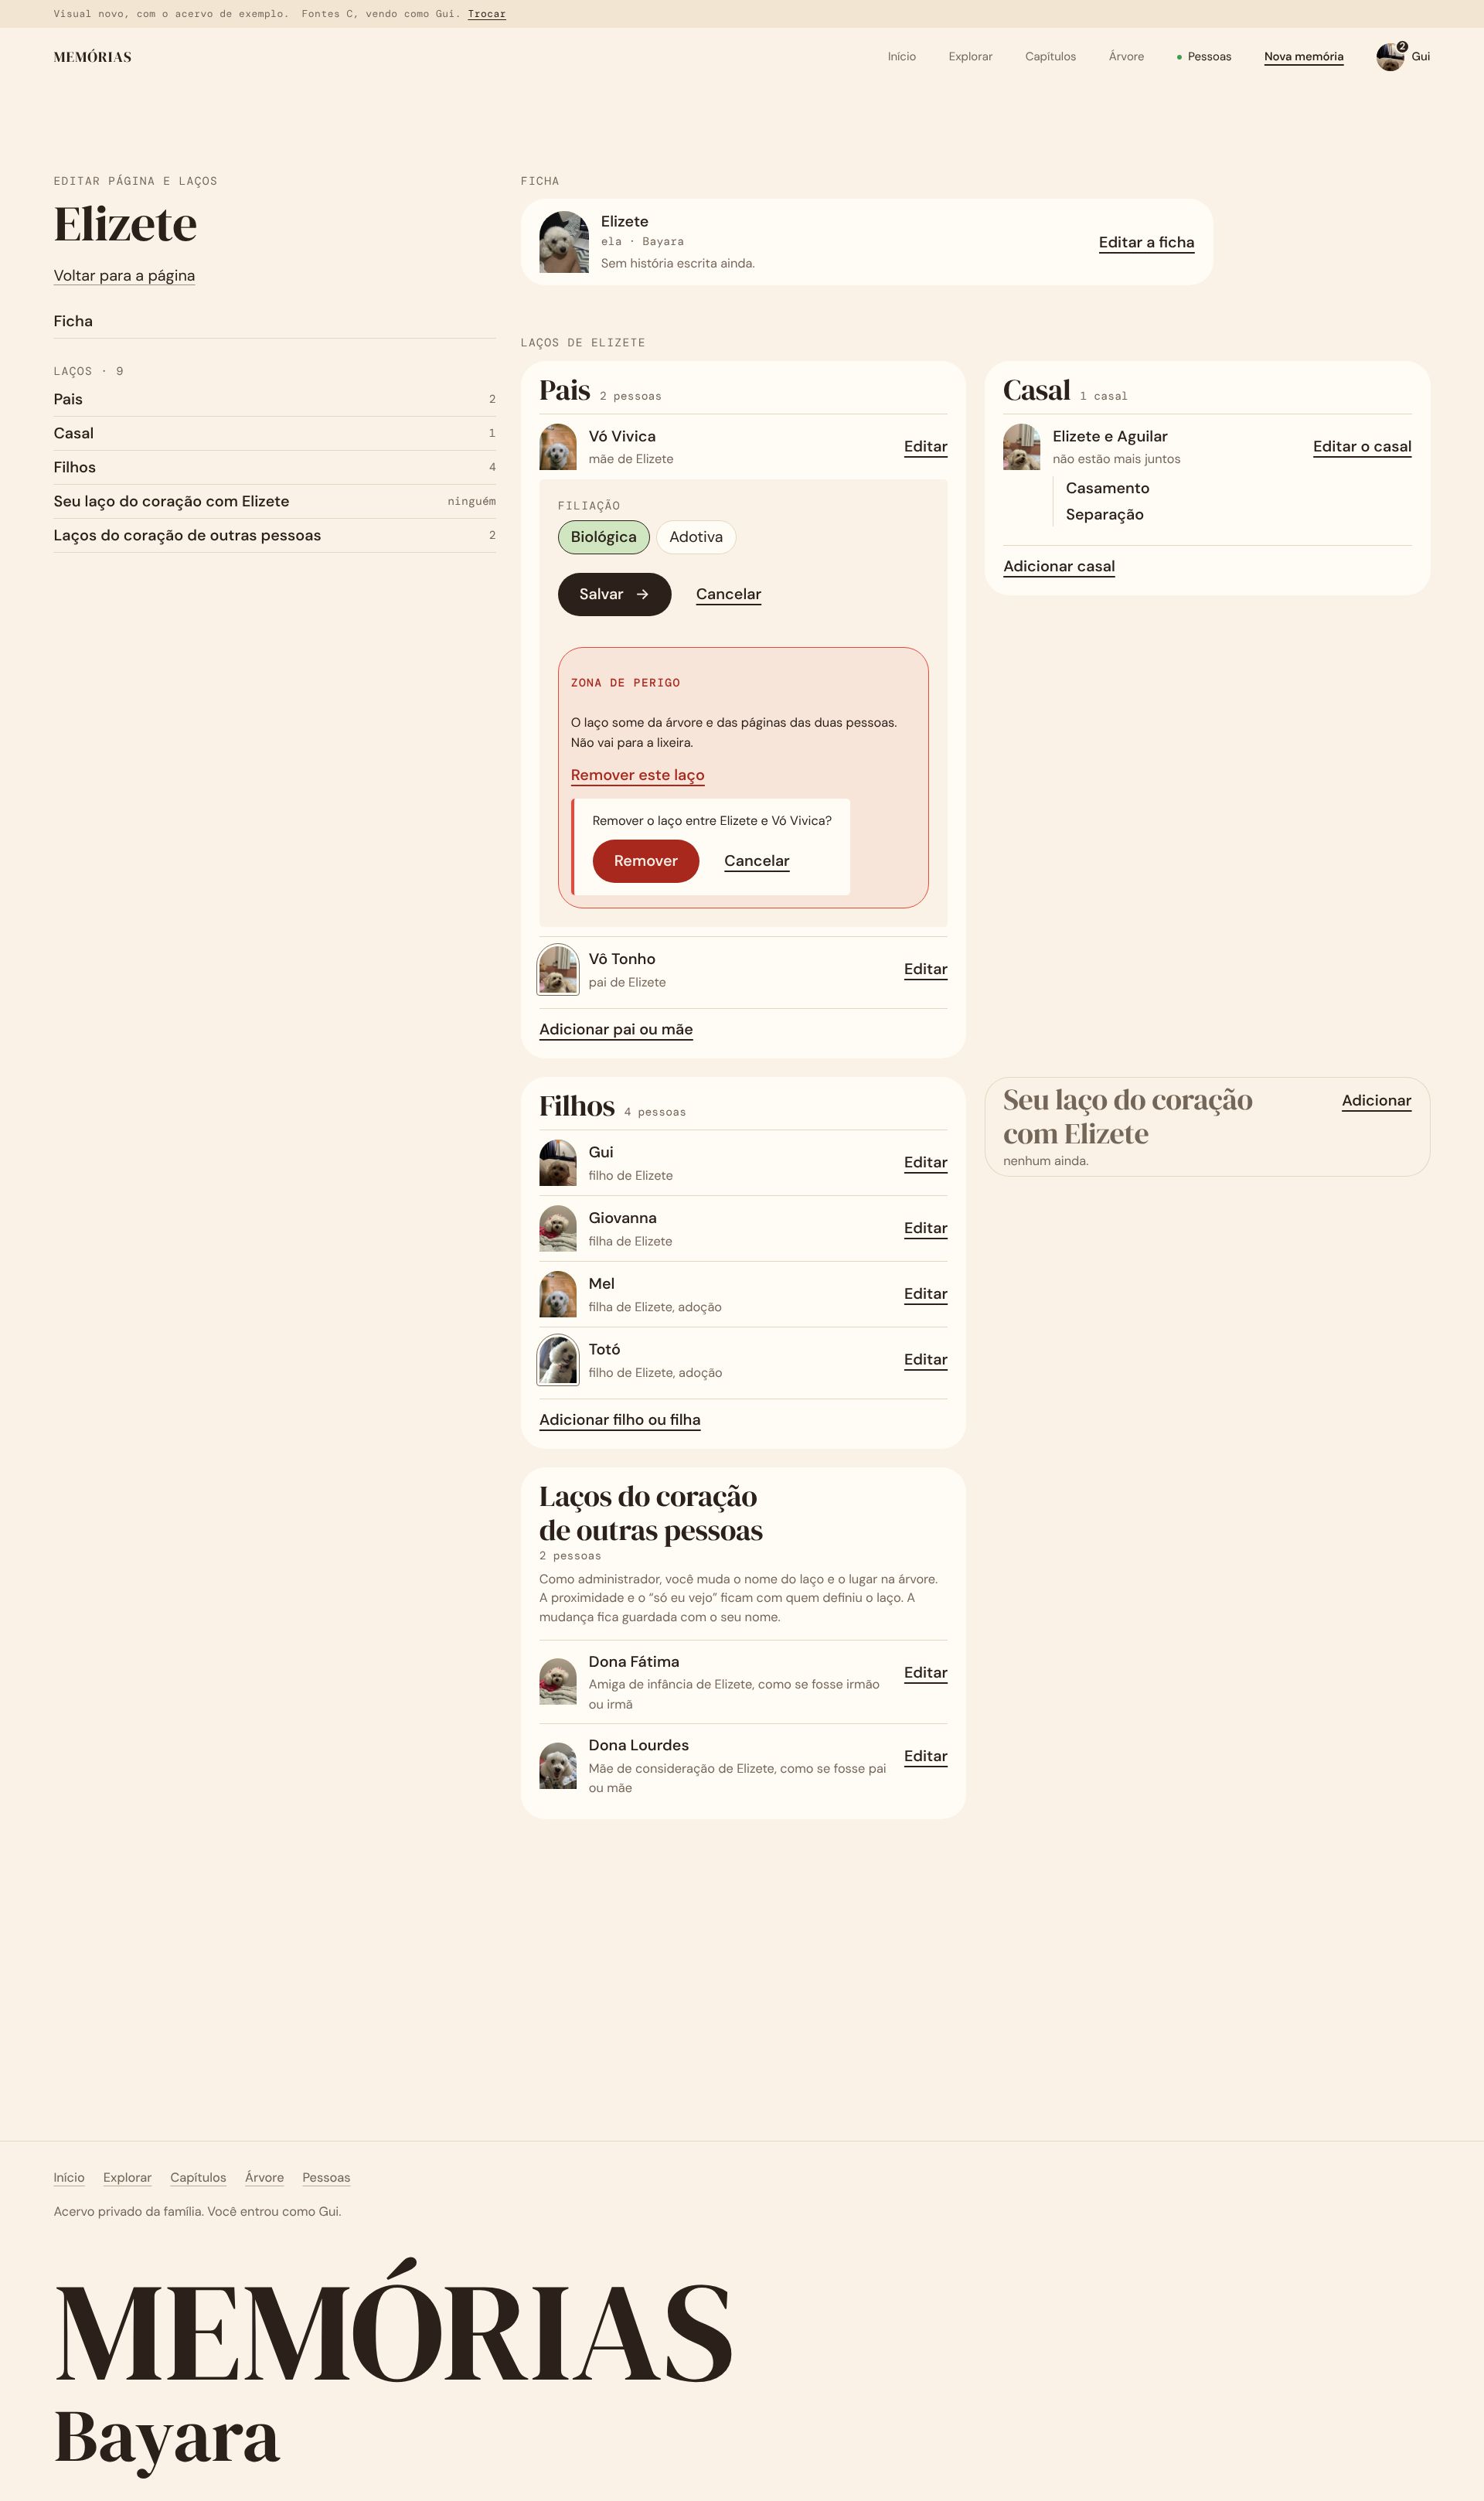 Visual novo, com o acervo de exemplo. Fontes C, vendo como Gui. Trocar
MEMÓRIAS
Início
Explorar
Capítulos
Árvore
Pessoas
Nova memória
2
Gui
EDITAR PÁGINA E LAÇOS
Elizete
Voltar para a página
Ficha
LAÇOS · 9
Pais 2
Casal 1
Filhos 4
Seu laço do coração com Elizete ninguém
Laços do coração de outras pessoas 2
FICHA
Elizete
ela · Bayara
Sem história escrita ainda.
Editar a ficha
LAÇOS DE ELIZETE
Pais 2 pessoas
Vó Vivica
mãe de Elizete
Editar
FILIAÇÃO
Biológica
Adotiva
Salvar →
Cancelar
ZONA DE PERIGO
O laço some da árvore e das páginas das duas pessoas.
Não vai para a lixeira.
Remover este laço
Remover o laço entre Elizete e Vó Vivica?
Remover
Cancelar
Vô Tonho
pai de Elizete
Editar
Adicionar pai ou mãe
Casal 1 casal
Elizete e Aguilar
não estão mais juntos
Editar o casal
Casamento
Separação
Adicionar casal
Filhos 4 pessoas
Gui
filho de Elizete
Editar
Giovanna
filha de Elizete
Editar
Mel
filha de Elizete, adoção
Editar
Totó
filho de Elizete, adoção
Editar
Adicionar filho ou filha
Seu laço do coração
com Elizete
nenhum ainda.
Adicionar
Laços do coração
de outras pessoas
2 pessoas
Como administrador, você muda o nome do laço e o lugar na árvore.
A proximidade e o “só eu vejo” ficam com quem definiu o laço. A
mudança fica guardada com o seu nome.
Dona Fátima
Amiga de infância de Elizete, como se fosse irmão
ou irmã
Editar
Dona Lourdes
Mãe de consideração de Elizete, como se fosse pai
ou mãe
Editar
Início
Explorar
Capítulos
Árvore
Pessoas
Acervo privado da família. Você entrou como Gui.
MEMÓRIAS
Bayara